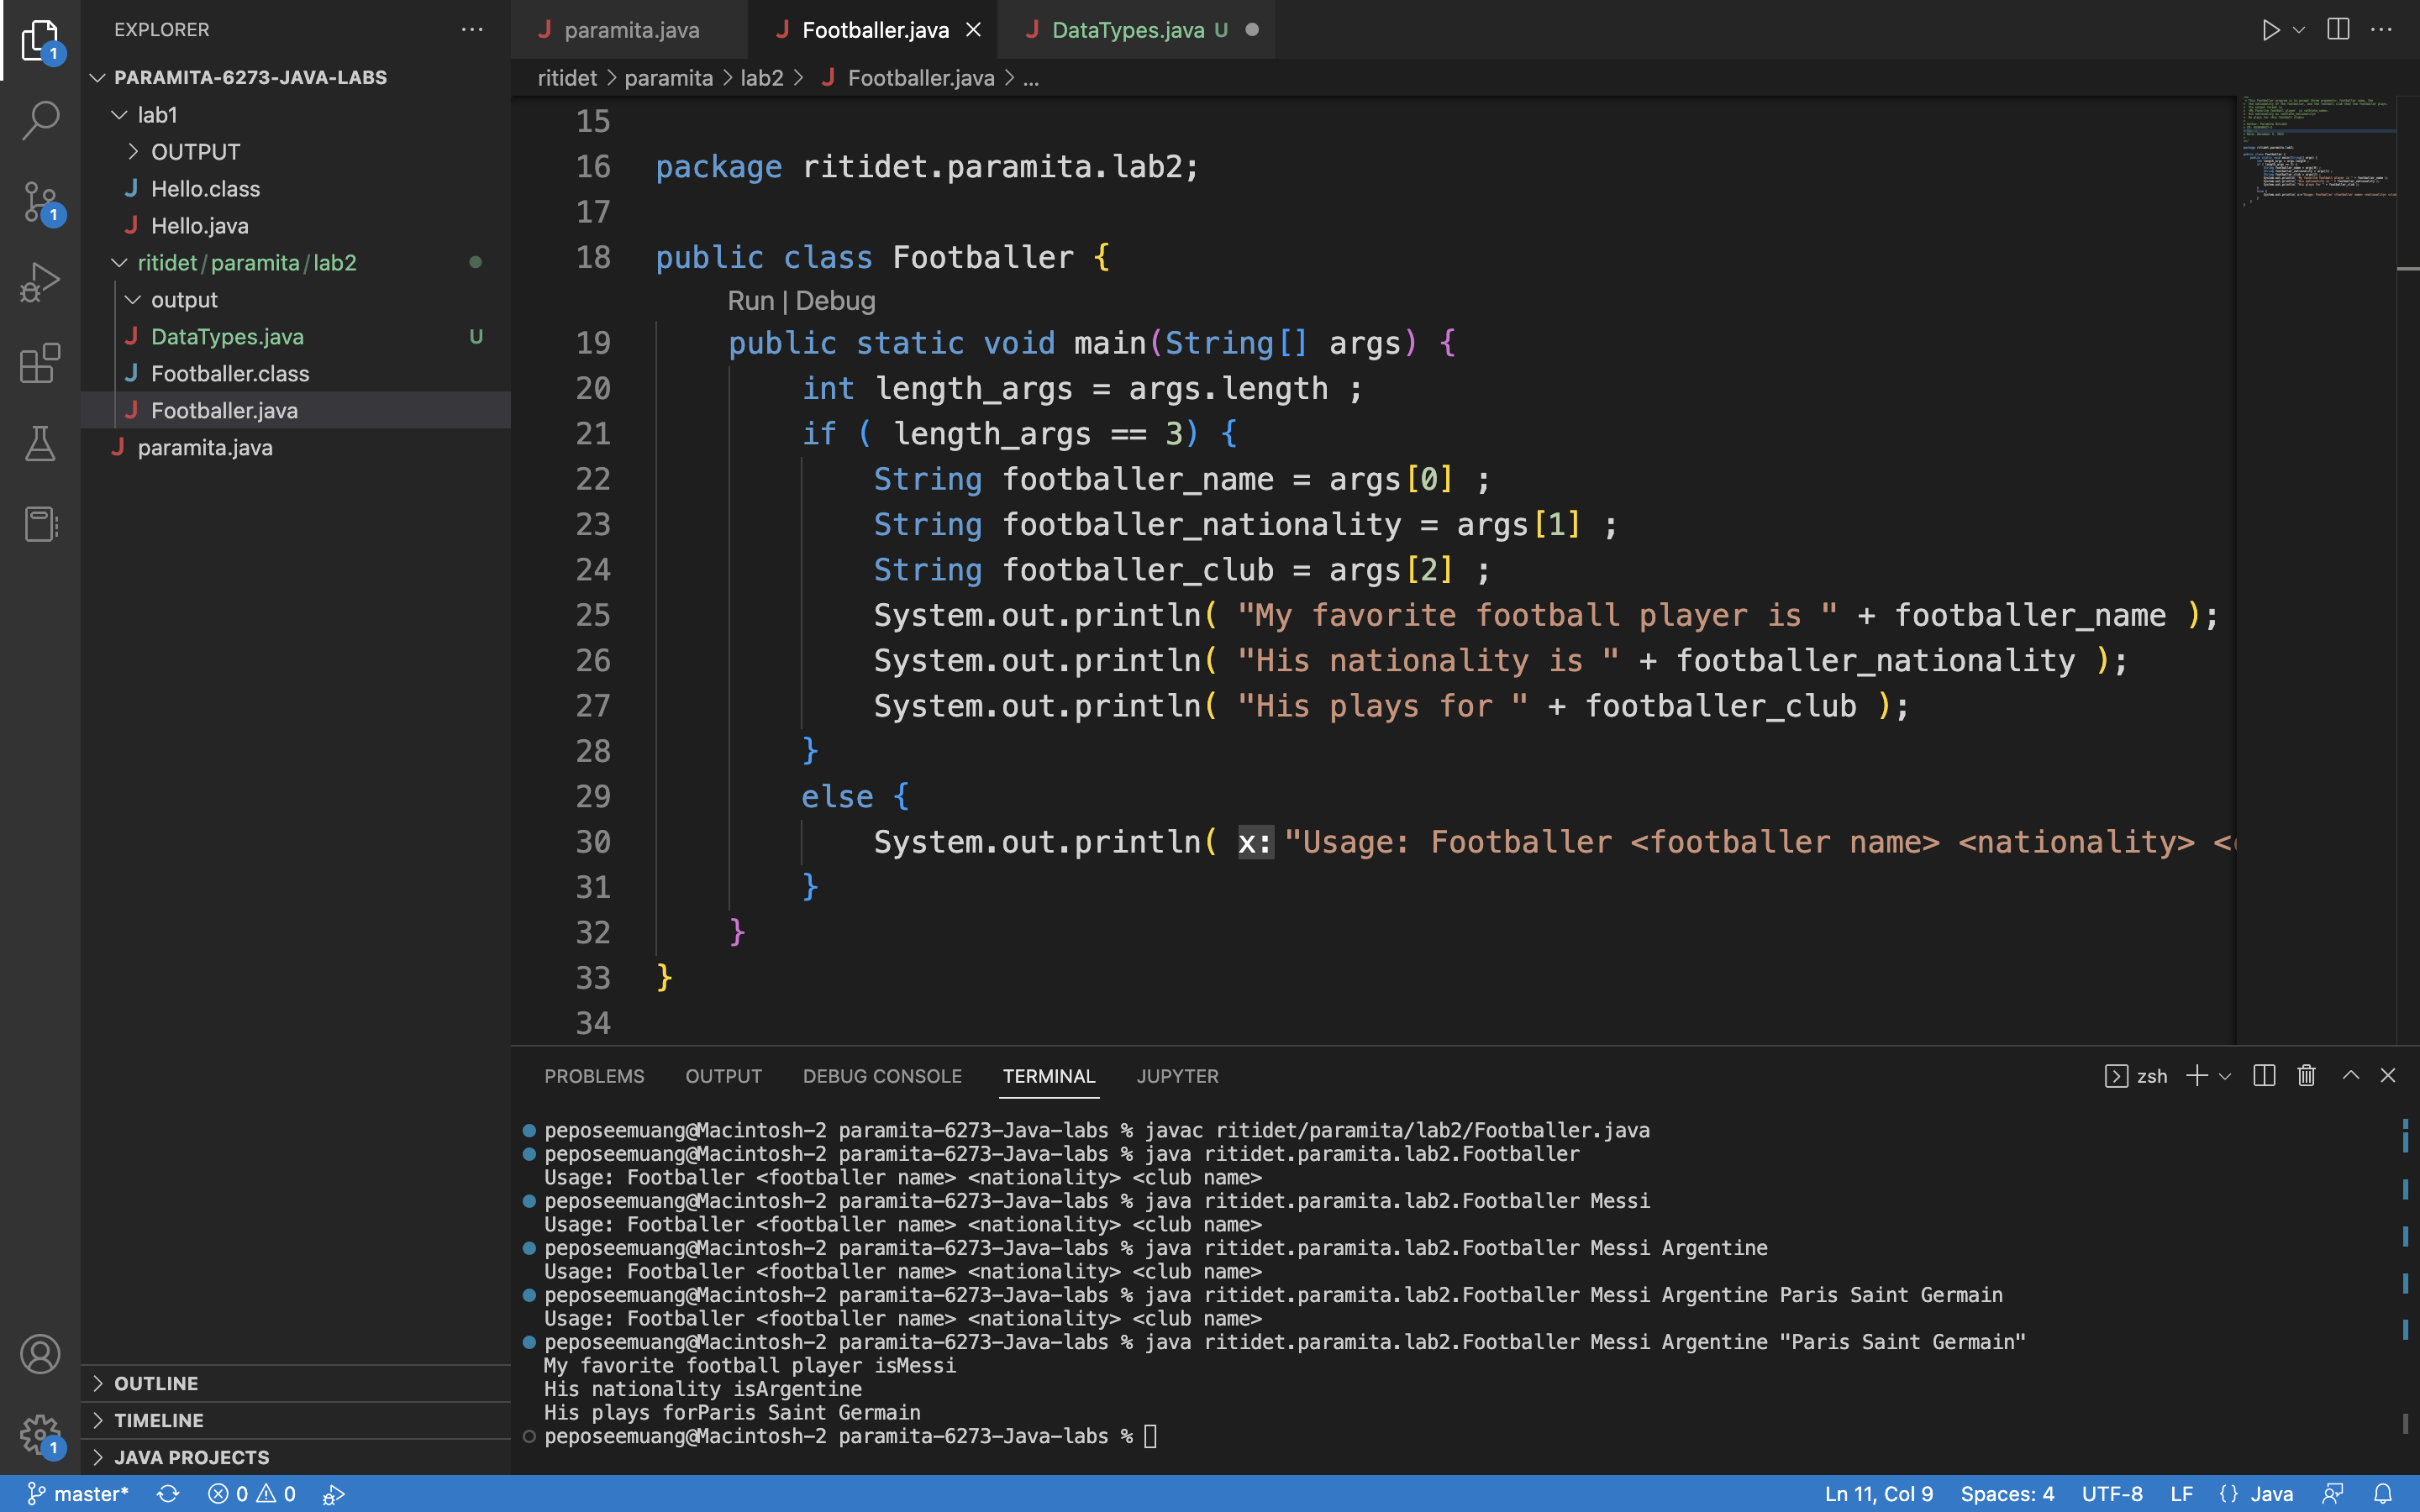 EXPLORER
PARAMITA-6273-JAVA-LABS
lab1
OUTPUT
Hello.class
Hello.java
ritidet/paramita/lab2
output
DataTypes.java U
Footballer.class
Footballer.java
paramita.java
OUTLINE
TIMELINE
JAVA PROJECTS
1
1
1
paramita.java Footballer.java DataTypes.java U
ritidet > paramita > lab2 > Footballer.java > ...
15
16 package ritidet.paramita.lab2;
17
18 public class Footballer {
Run | Debug
19 public static void main(String[] args) {
20 int length_args = args.length ;
21 if ( length_args == 3) {
22 String footballer_name = args[0] ;
23 String footballer_nationality = args[1] ;
24 String footballer_club = args[2] ;
25 System.out.println( "My favorite football player is " + footballer_name );
26 System.out.println( "His nationality is " + footballer_nationality );
27 System.out.println( "His plays for " + footballer_club );
28 }
29 else {
30 System.out.println( x: "Usage: Footballer <footballer name> <nationality> <
31 }
32 }
33 }
34
PROBLEMS OUTPUT DEBUG CONSOLE TERMINAL JUPYTER zsh
peposeemuang@Macintosh-2 paramita-6273-Java-labs % javac ritidet/paramita/lab2/Footballer.java
peposeemuang@Macintosh-2 paramita-6273-Java-labs % java ritidet.paramita.lab2.Footballer
Usage: Footballer <footballer name> <nationality> <club name>
peposeemuang@Macintosh-2 paramita-6273-Java-labs % java ritidet.paramita.lab2.Footballer Messi
Usage: Footballer <footballer name> <nationality> <club name>
peposeemuang@Macintosh-2 paramita-6273-Java-labs % java ritidet.paramita.lab2.Footballer Messi Argentine
Usage: Footballer <footballer name> <nationality> <club name>
peposeemuang@Macintosh-2 paramita-6273-Java-labs % java ritidet.paramita.lab2.Footballer Messi Argentine Paris Saint Germain
Usage: Footballer <footballer name> <nationality> <club name>
peposeemuang@Macintosh-2 paramita-6273-Java-labs % java ritidet.paramita.lab2.Footballer Messi Argentine "Paris Saint Germain"
My favorite football player isMessi
His nationality isArgentine
His plays forParis Saint Germain
peposeemuang@Macintosh-2 paramita-6273-Java-labs %
master* 0 0 Ln 11, Col 9 Spaces: 4 UTF-8 LF {} Java